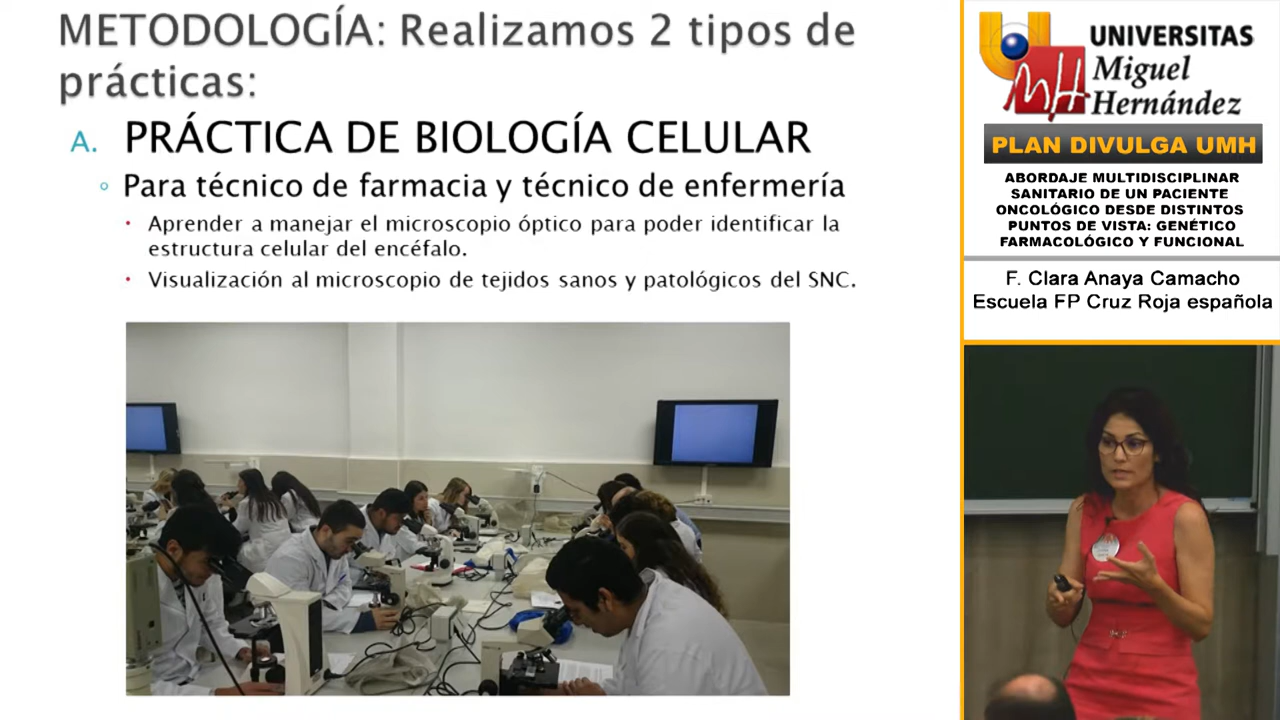 METODOLOGÍA: Realizamos 2 tipos de
prácticas:
A. PRÁCTICA DE BIOLOGÍA CELULAR
Para técnico de farmacia y técnico de enfermería
Aprender a manejar el microscopio óptico para poder identificar la
estructura celular del encéfalo.
Visualización al microscopio de tejidos sanos y patológicos del SNC.
UMH
UNIVERSITAS
Miguel
Hernández
PLAN DIVULGA UMH
ABORDAJE MULTIDISCIPLINAR
SANITARIO DE UN PACIENTE
ONCOLÓGICO DESDE DISTINTOS
PUNTOS DE VISTA: GENÉTICO
FARMACOLÓGICO Y FUNCIONAL
F. Clara Anaya Camacho
Escuela FP Cruz Roja española